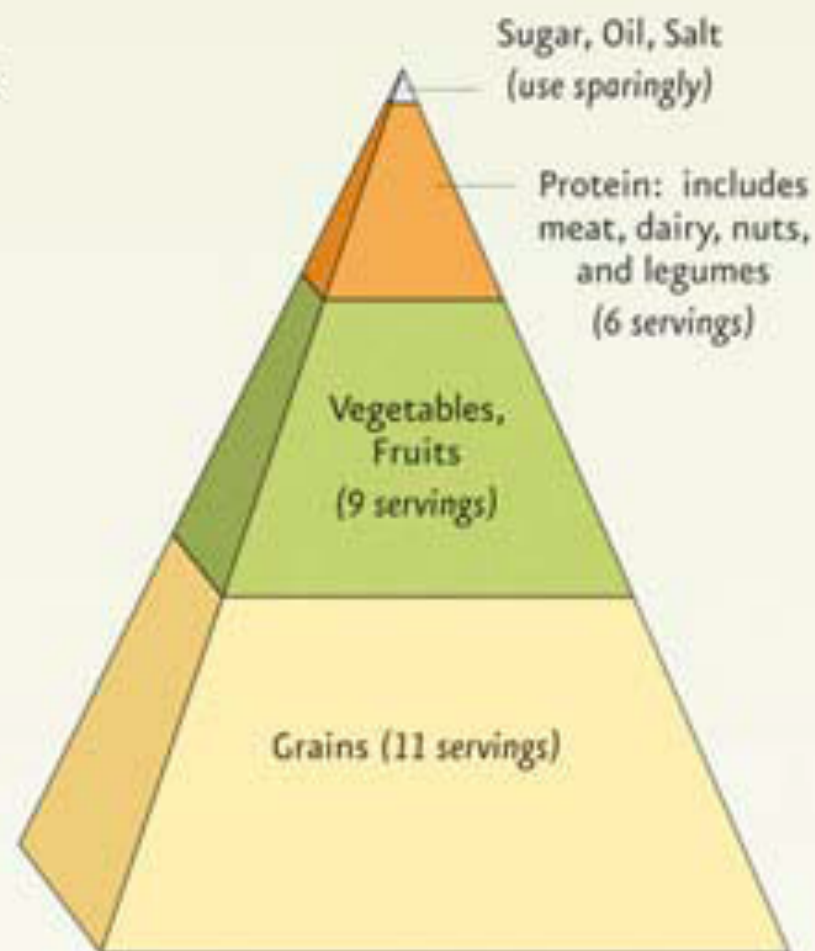 Sugar, Oil, Salt
(use sparingly)
Protein: includes
meat, dairy, nuts,
and legumes
(6 servings)
Vegetables,
Fruits
(9 servings)
Grains (11 servings)